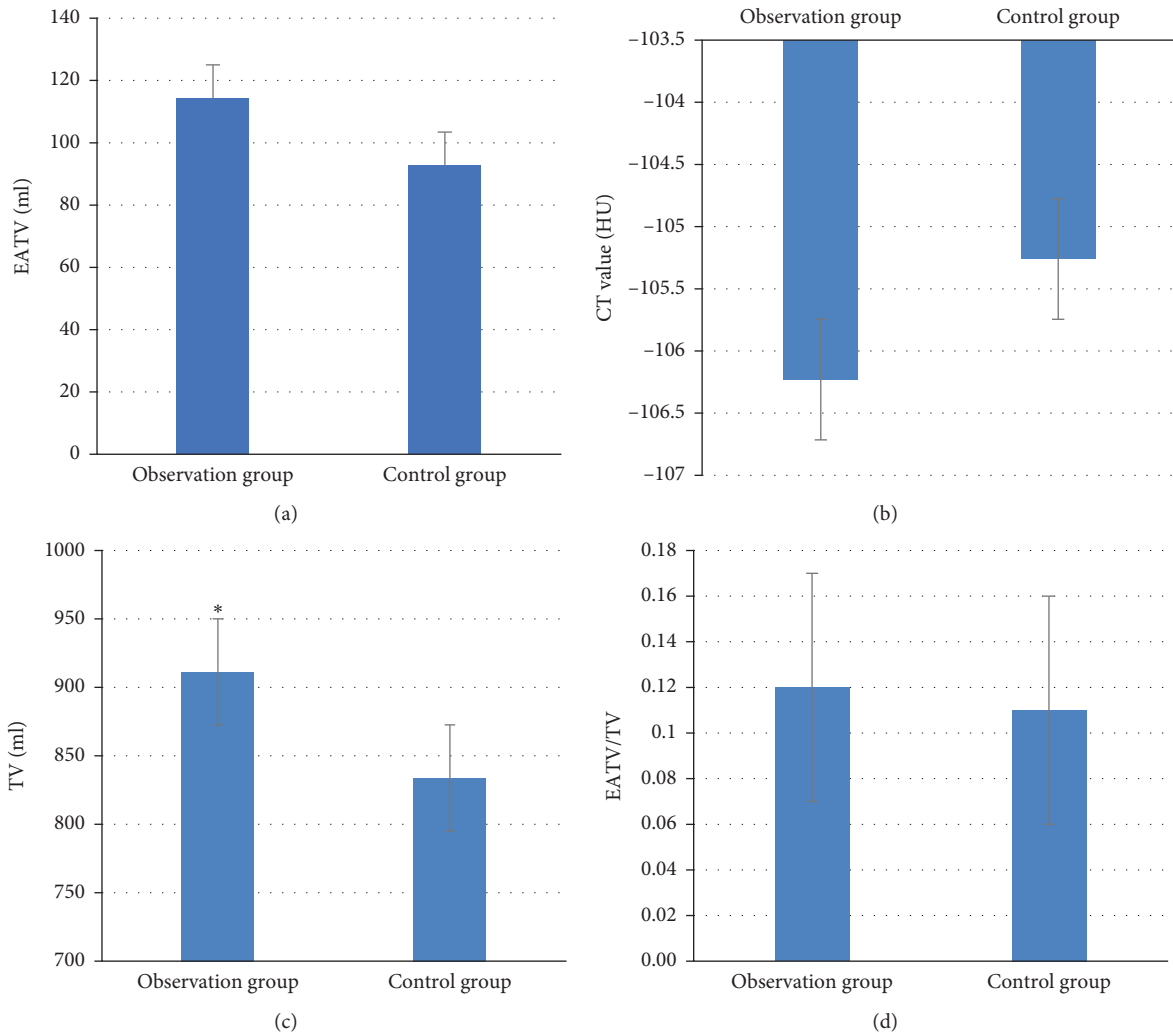 140
120
100
80
60
40
20
0
EATV (ml)
Observation group
Control group
(a)
Observation group
Control group
–103.5
–104
–104.5
–105
–105.5
–106
–106.5
–107
CT value (HU)
(b)
1000
950
900
850
800
750
700
TV (ml)
*
Observation group
Control group
(c)
0.18
0.16
0.14
0.12
0.1
0.08
0.06
0.04
0.02
0.00
EATV/TV
Observation group
Control group
(d)